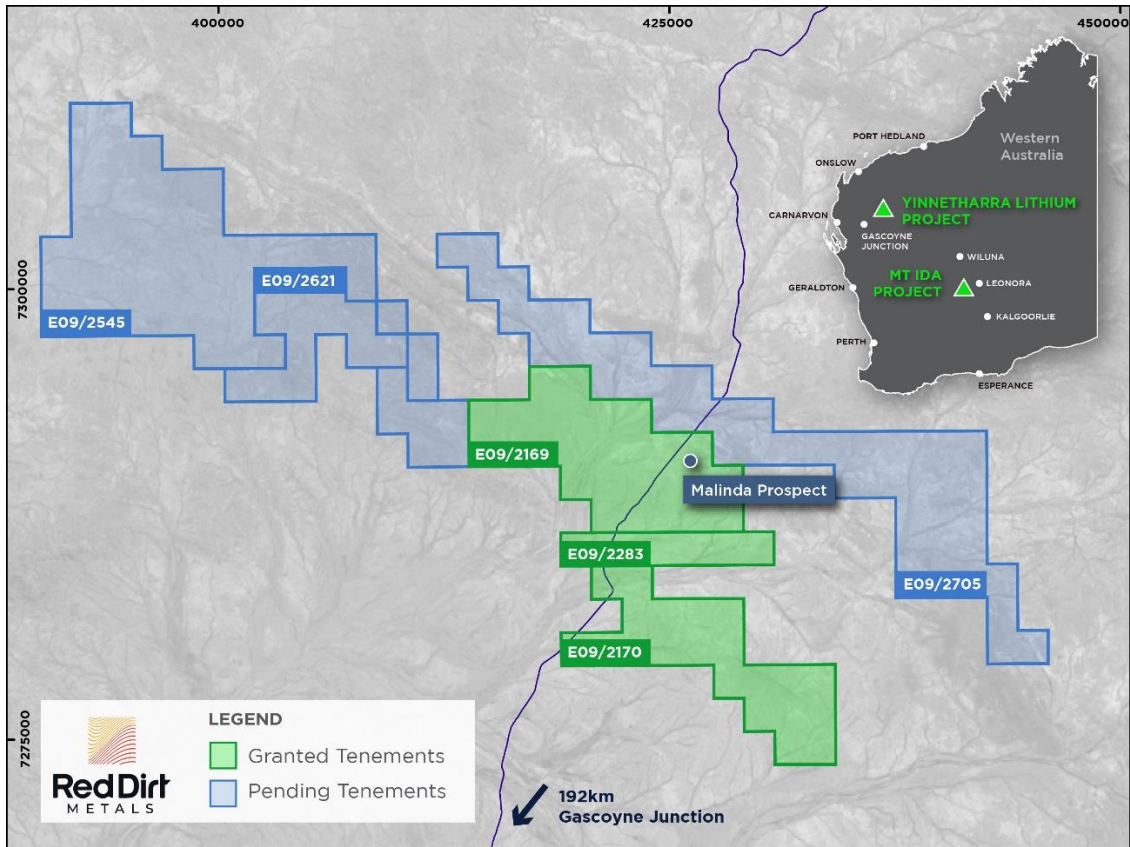 400000
425000
450000
7300000
7275000
Western
Australia
PORT HEDLAND
ONSLOW
YINNETHARRA LITHIUM
PROJECT
CARNARVON
GASCOYNE
JUNCTION
WILUNA
MT IDA
PROJECT
LEONORA
GERALDTON
KALGOORLIE
PERTH
ESPERANCE
E09/2621
E09/2545
E09/2169
Malinda Prospect
E09/2283
E09/2705
E09/2170
LEGEND
Granted Tenements
Pending Tenements
Red Dirt
METALS
192km
Gascoyne Junction